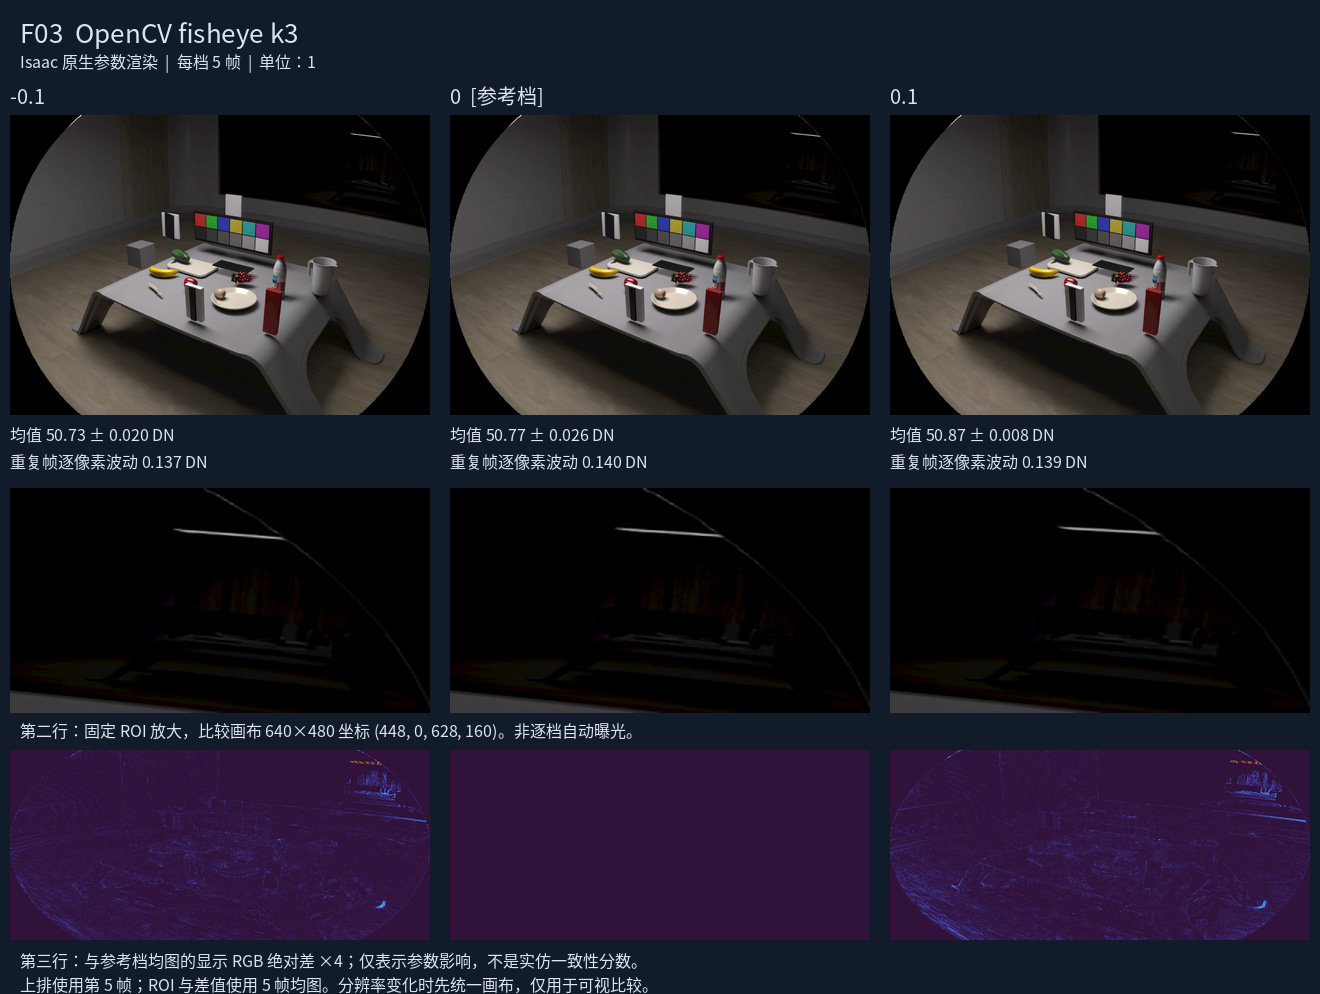 F03 OpenCV fisheye k3
Isaac 原生参数渲染 | 每档 5 帧 | 单位：1
-0.1
0 [参考档]
0.1
均值 50.73 ± 0.020 DN
重复帧逐像素波动 0.137 DN
均值 50.77 ± 0.026 DN
重复帧逐像素波动 0.140 DN
均值 50.87 ± 0.008 DN
重复帧逐像素波动 0.139 DN
第二行：固定 ROI 放大，比较画布 640×480 坐标 (448, 0, 628, 160)。非逐档自动曝光。
第三行：与参考档均图的显示 RGB 绝对差 ×4；仅表示参数影响，不是实仿一致性分数。
上排使用第 5 帧；ROI 与差值使用 5 帧均图。分辨率变化时先统一画布，仅用于可视比较。